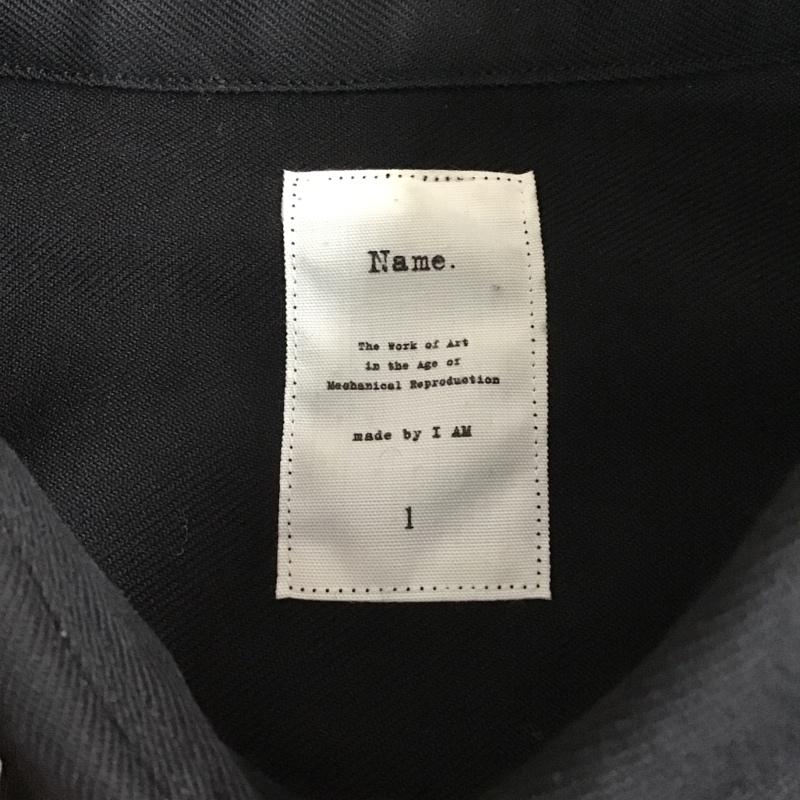 Name.
The Work of Art
in the Age of
Mechanical Reproduction
made by I AM
1